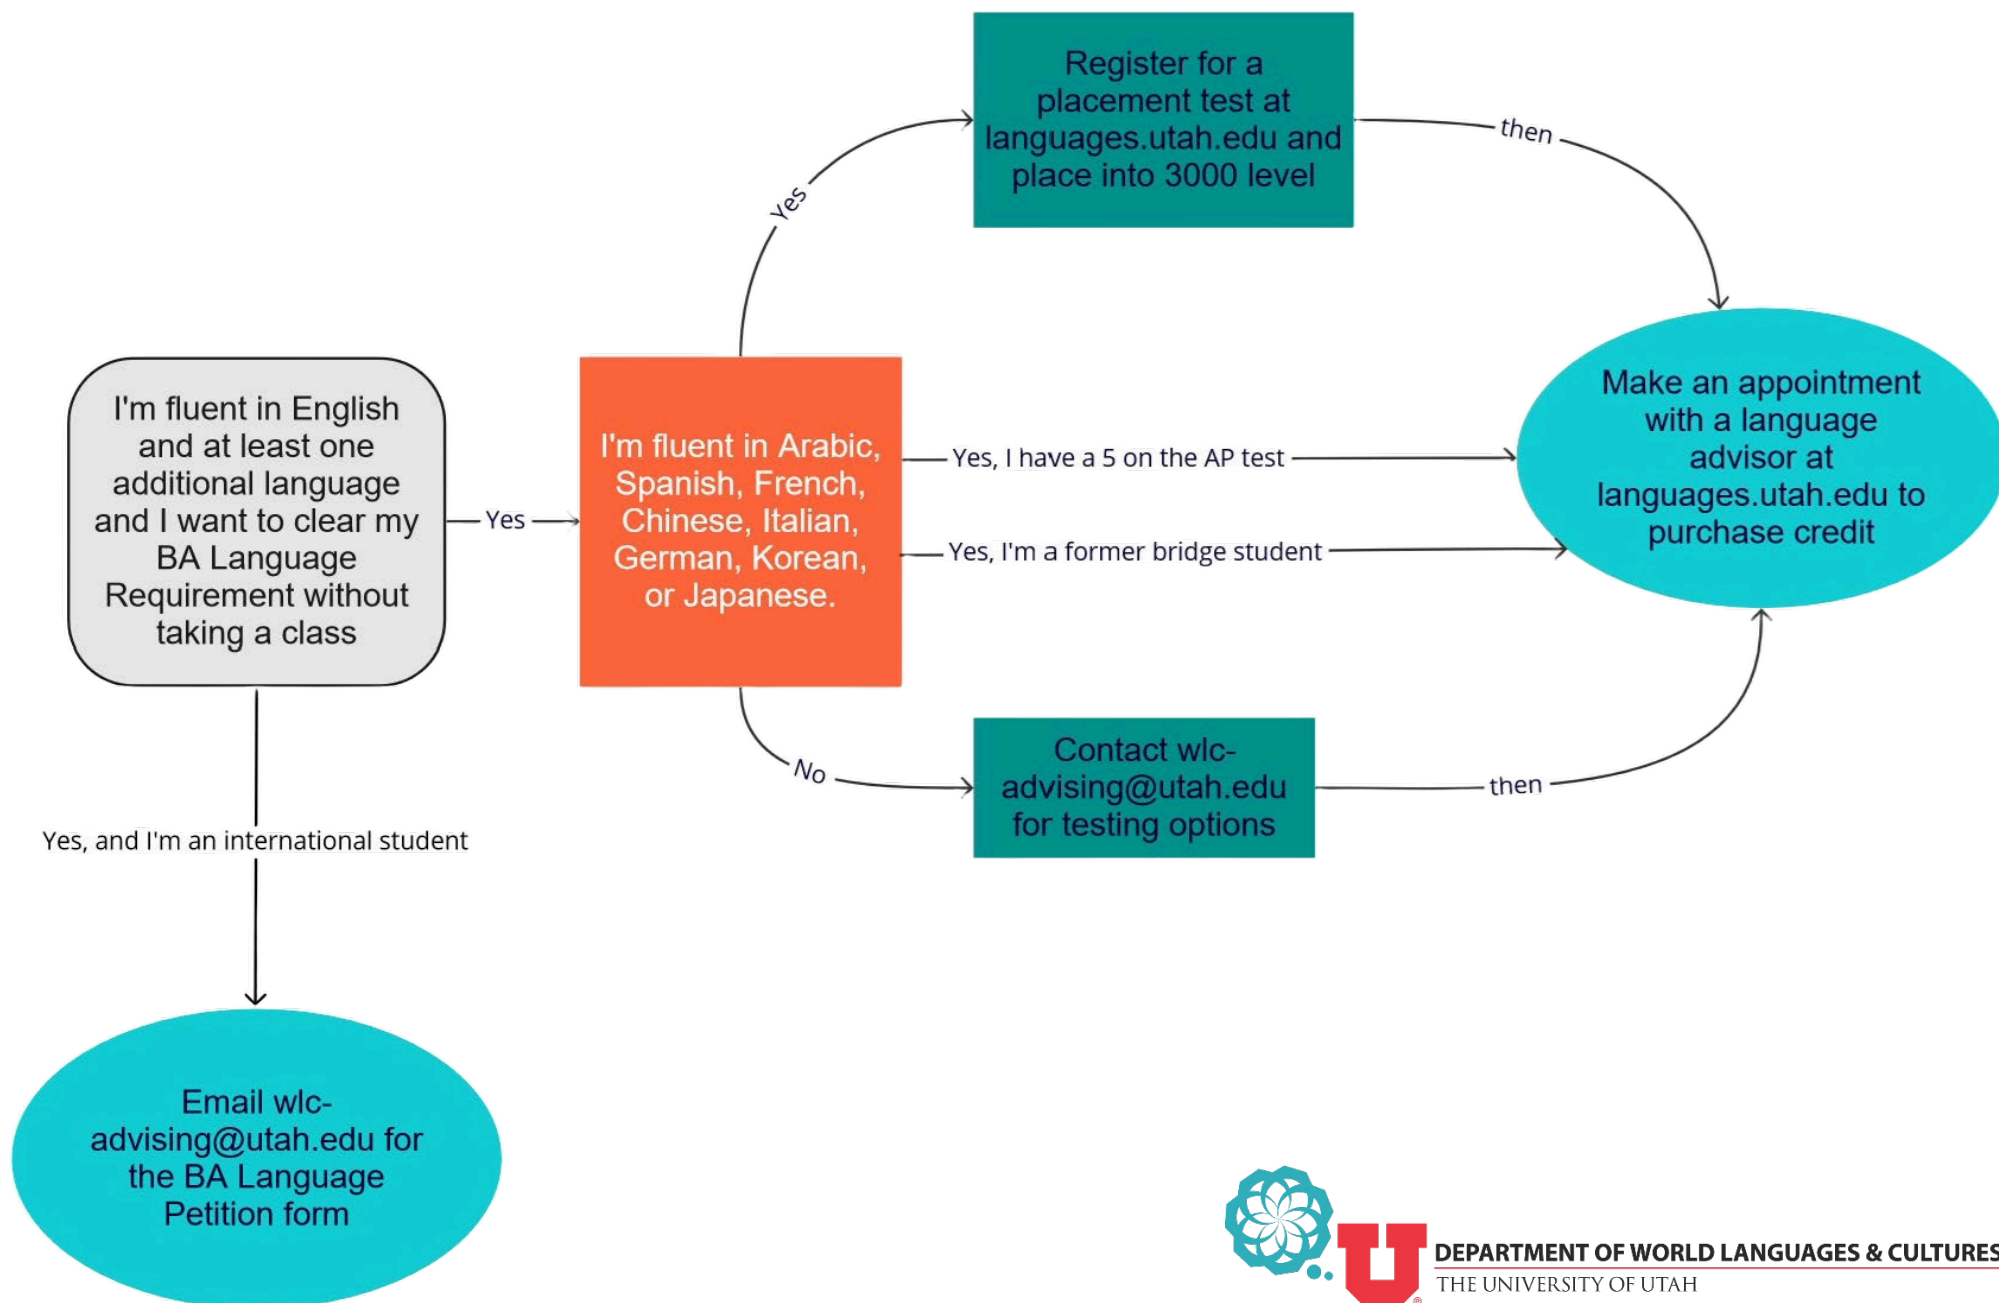 Register for a
placement test at
languages.utah.edu and
place into 3000 level
then
Yes
I'm fluent in English
and at least one
additional language
and I want to clear my
BA Language
Requirement without
taking a class
Yes
I'm fluent in Arabic,
Spanish, French,
Chinese, Italian,
German, Korean,
or Japanese.
Yes, I have a 5 on the AP test
Yes, I'm a former bridge student
Make an appointment
with a language
advisor at
languages.utah.edu to
purchase credit
No
Contact wlc-
advising@utah.edu
for testing options
then
Yes, and I'm an international student
Email wlc-
advising@utah.edu for
the BA Language
Petition form
U
®
DEPARTMENT OF WORLD LANGUAGES & CULTURES
THE UNIVERSITY OF UTAH